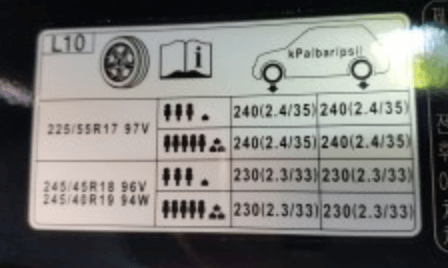 L10
i
kPa/bar/psi
225/55R17 97V
240(2.4/35) 240(2.4/35)
240(2.4/35) 240(2.4/35)
245/45R18 96V
245/40R19 94W
230(2.3/33) 230(2.3/33)
230(2.3/33) 230(2.3/33)